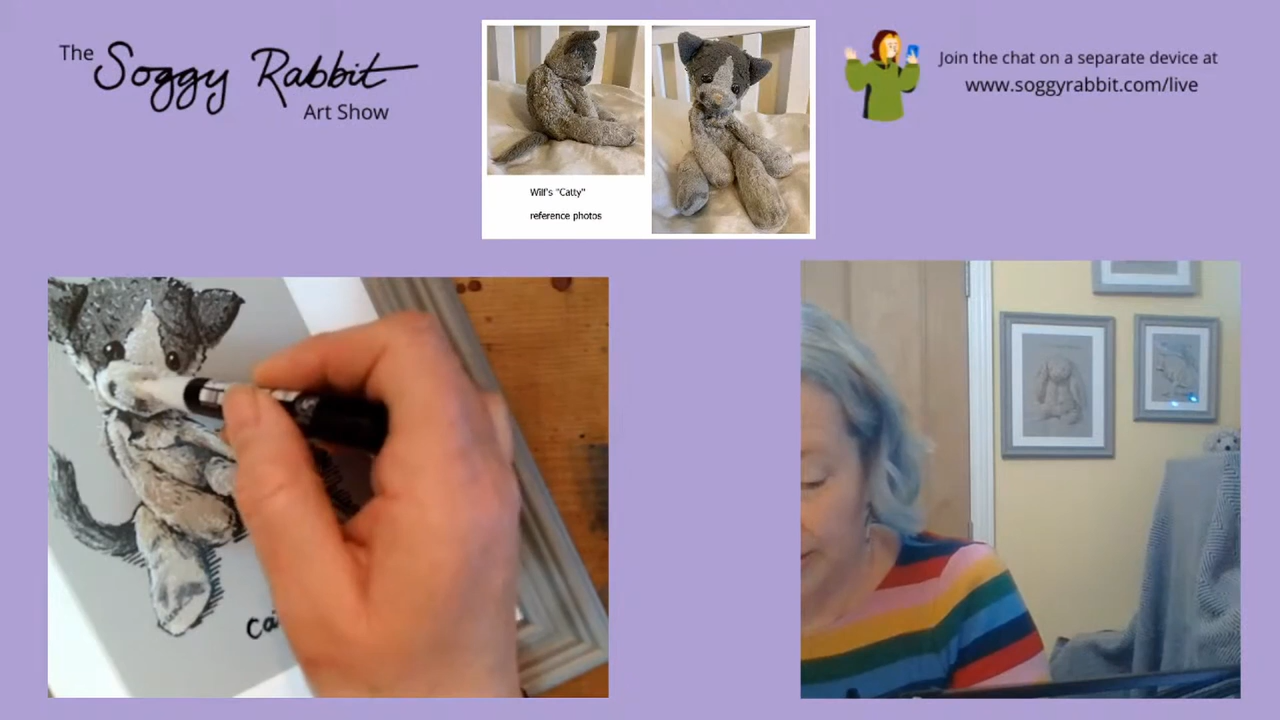 The
Soggy Rabbit
Art Show
Wilf's "Catty"
reference photos
Join the chat on a separate device at
www.soggyrabbit.com/live